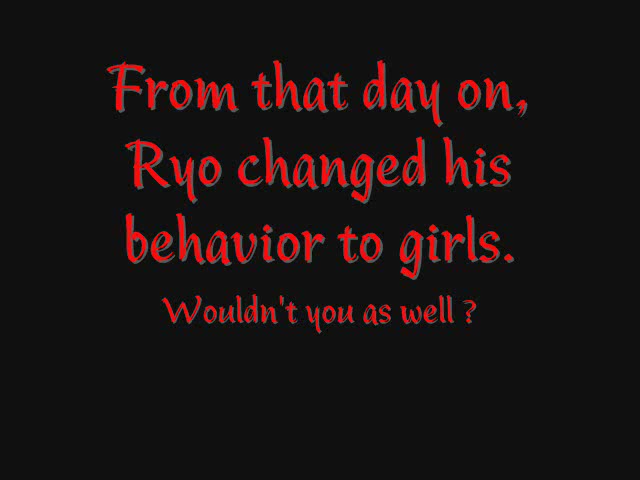 From that day on,
Ryo changed his
behavior to girls.
Wouldn't you as well ?